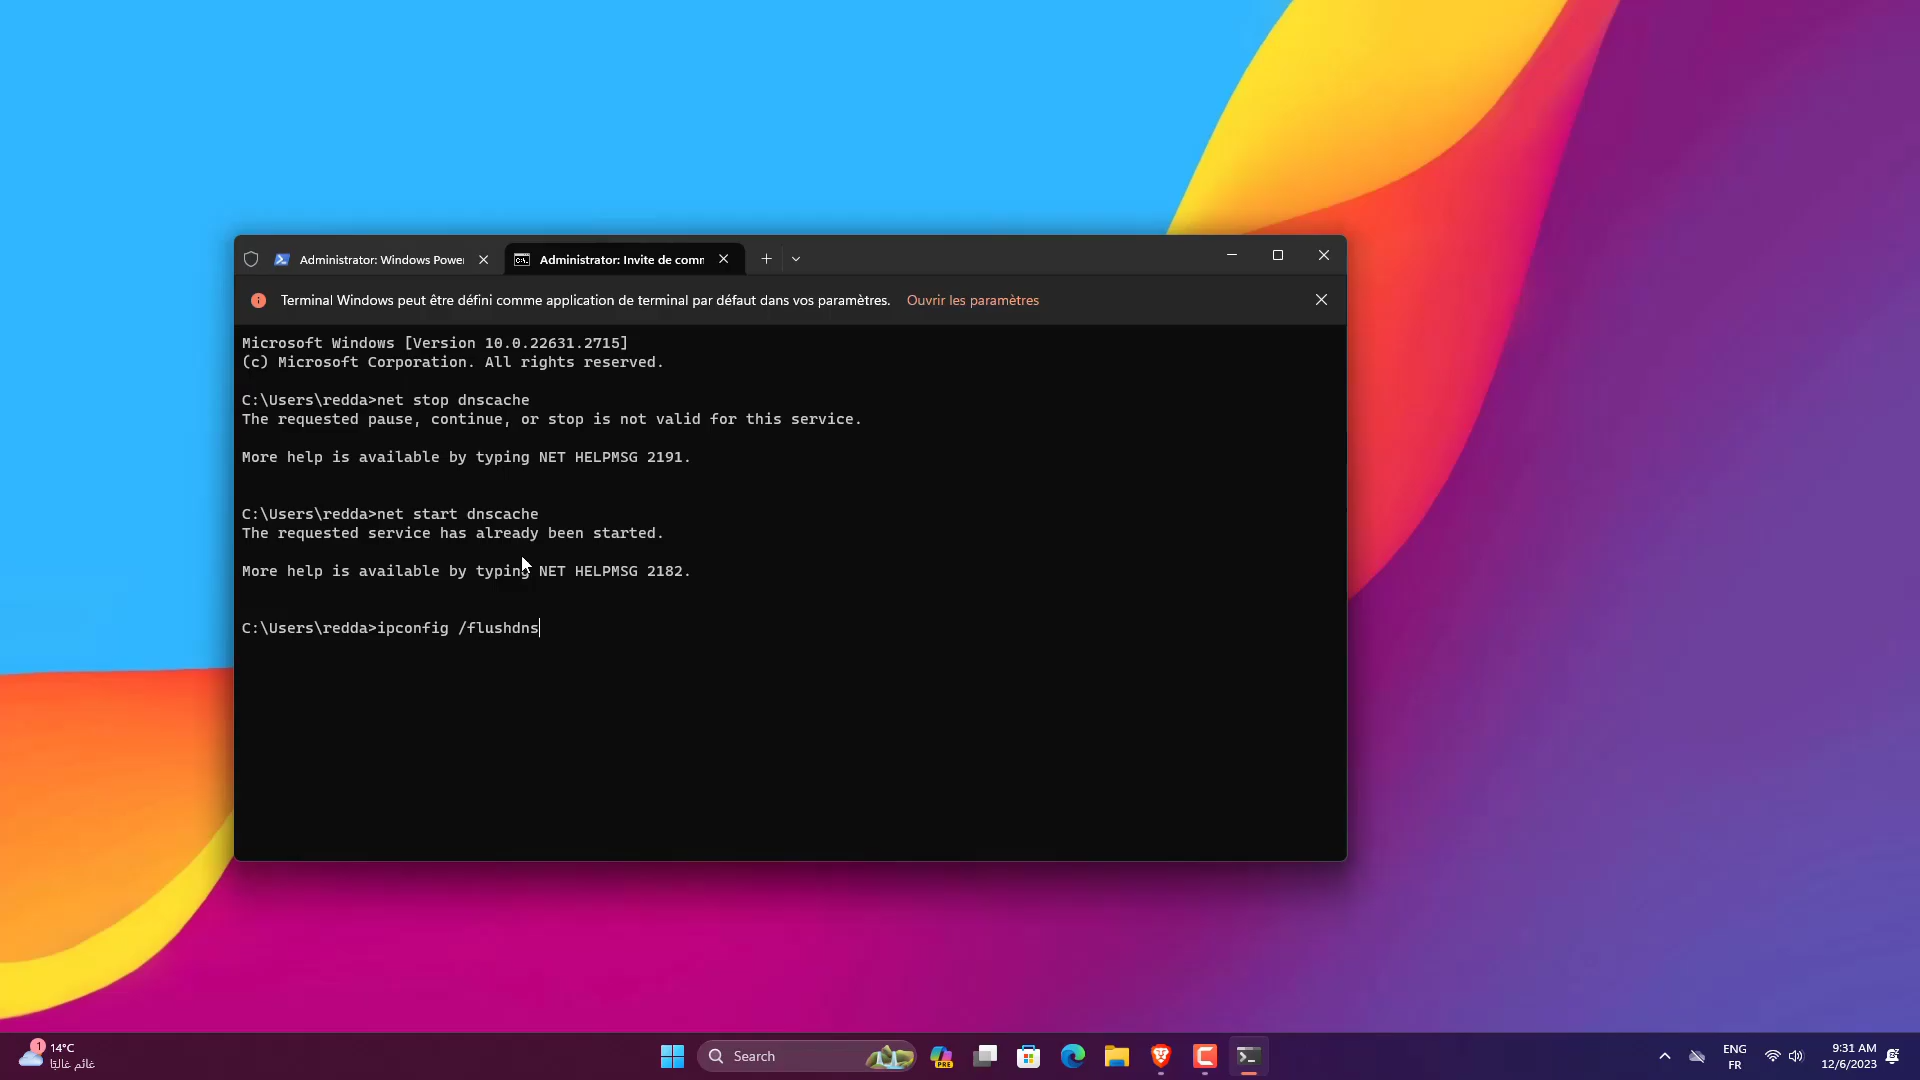 Administrator: Windows Power
Administrator: Invite de comm
Terminal Windows peut être défini comme application de terminal par défaut dans vos paramètres. Ouvrir les paramètres
Microsoft Windows [Version 10.0.22631.2715]
(c) Microsoft Corporation. All rights reserved.
C:\Users\redda>net stop dnscache
The requested pause, continue, or stop is not valid for this service.
More help is available by typing NET HELPMSG 2191.
C:\Users\redda>net start dnscache
The requested service has already been started.
More help is available by typing NET HELPMSG 2182.
C:\Users\redda>ipconfig /flushdns
1
14°C
غائم غالبًا
Search
PRE
ENG
FR
9:31 AM
12/6/2023